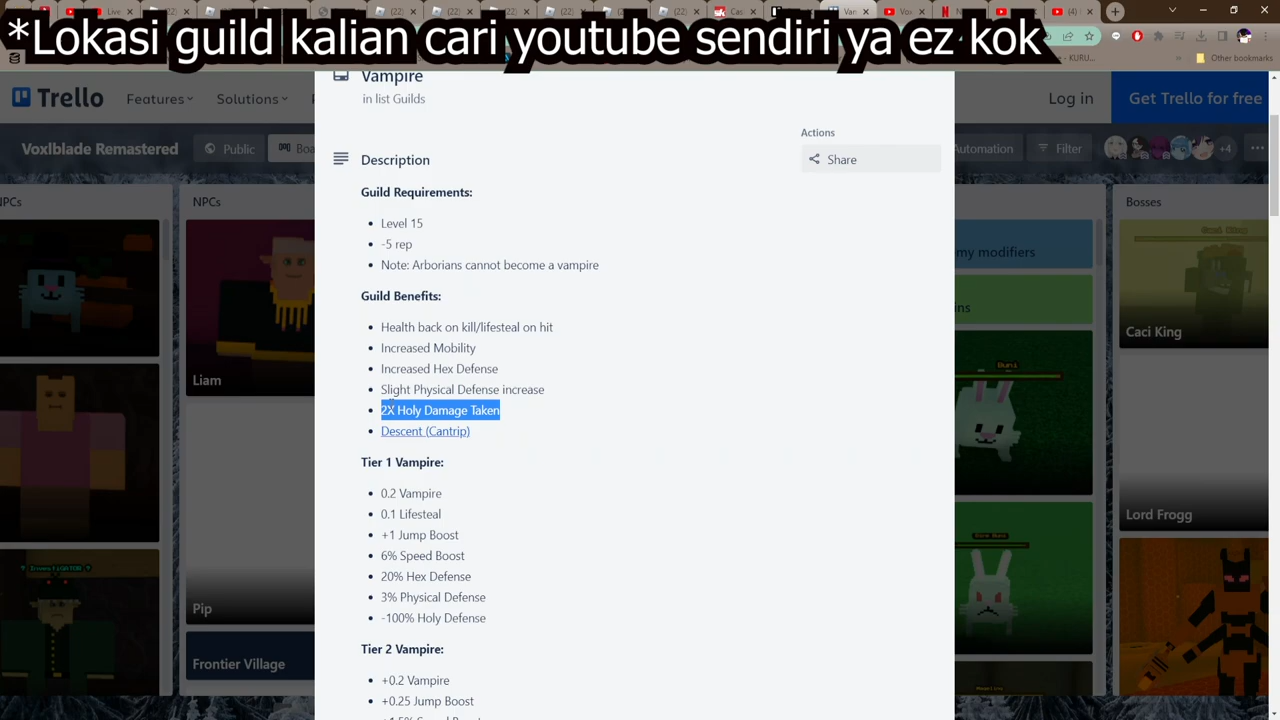 *Lokasi guild kalian cari youtube sendiri ya ez kok
Other bookmarks
Trello
Features
Solutions
Log in
Get Trello for free
Voxlblade Remastered
Public
Automation
Filter
+4
Vampire
in list Guilds
Actions
Share
Description
Guild Requirements:
Level 15
-5 rep
Note: Arborians cannot become a vampire
Guild Benefits:
Health back on kill/lifesteal on hit
Increased Mobility
Increased Hex Defense
Slight Physical Defense increase
2X Holy Damage Taken
Descent (Cantrip)
Tier 1 Vampire:
0.2 Vampire
0.1 Lifesteal
+1 Jump Boost
6% Speed Boost
20% Hex Defense
3% Physical Defense
-100% Holy Defense
Tier 2 Vampire:
+0.2 Vampire
+0.25 Jump Boost
NPCs
NPCs
Liam
Pip
Frontier Village
my modifiers
Bosses
Caci King
Lord Frogg